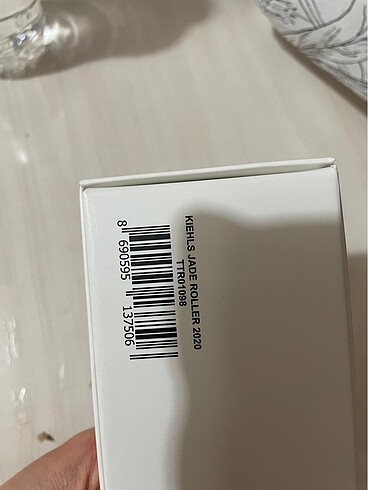 KIEHLS JADE ROLLER 2020
TTR01098
8 690595 137506